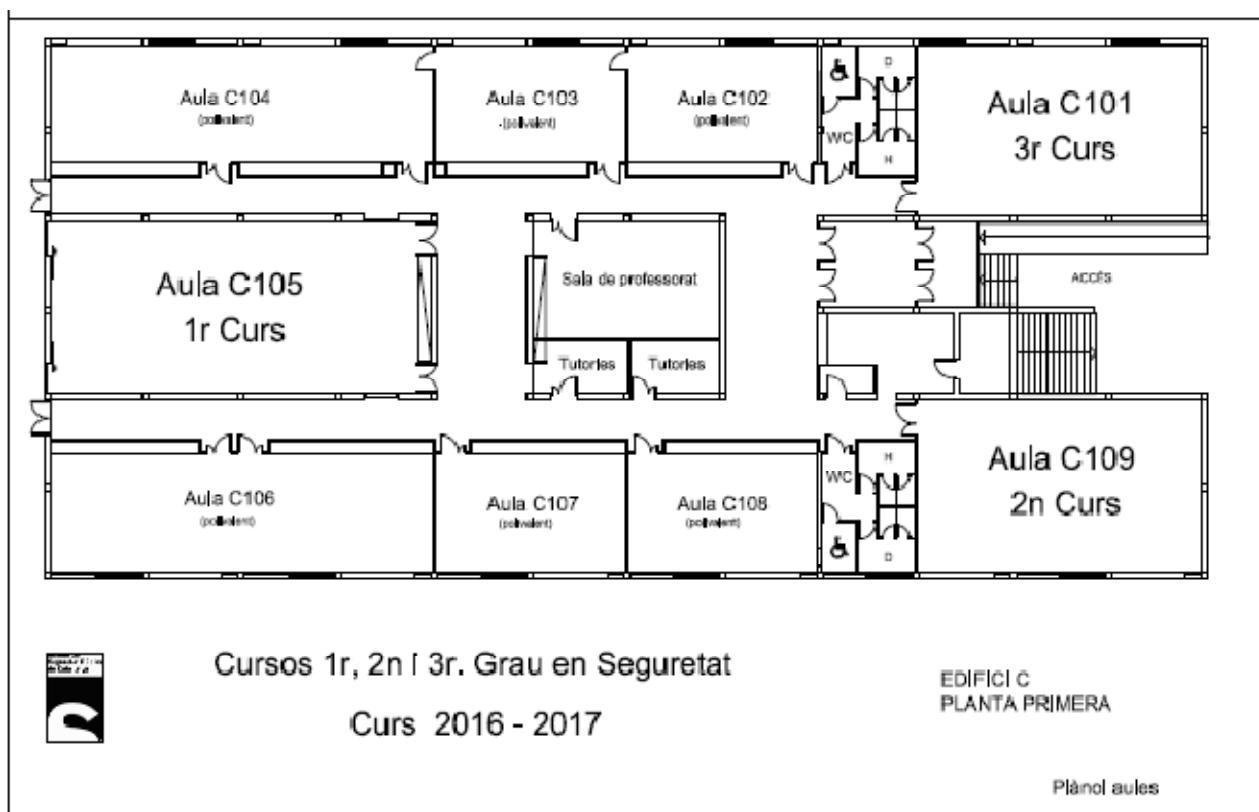 Aula C104
(polivalent)
Aula C103
(polivalent)
Aula C102
(polivalent)
D
WC
H
Aula C101
3r Curs
Aula C105
1r Curs
Sala de professorat
Tutories
Tutories
ACCÉS
Aula C106
(polivalent)
Aula C107
(polivalent)
Aula C108
(polivalent)
WC
H
D
Aula C109
2n Curs
Cursos 1r, 2n i 3r. Grau en Seguretat
Curs 2016 - 2017
EDIFICI C
PLANTA PRIMERA
Plànol aules